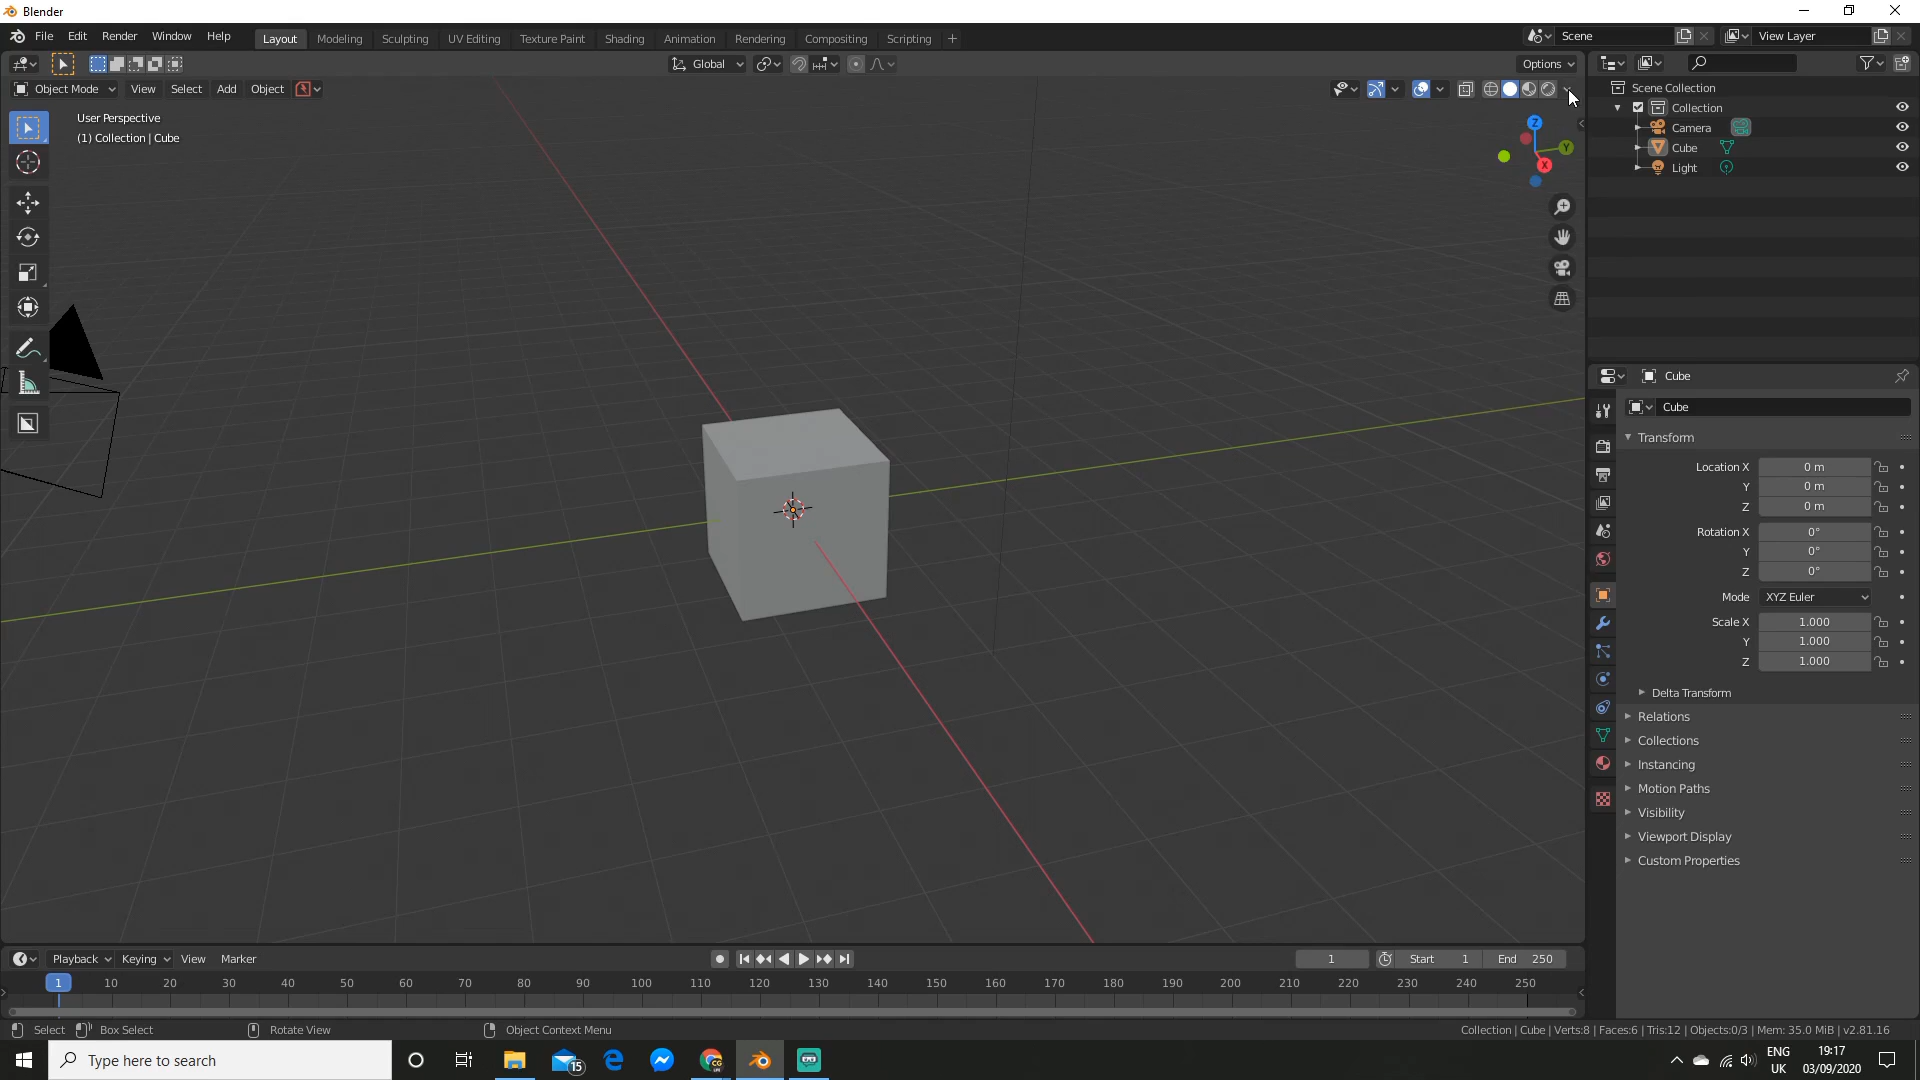 Blender
File Edit Render Window Help Layout Modeling Sculpting UV Editing Texture Paint Shading Animation Rendering Compositing Scripting + Scene View Layer
Global Options
Object Mode View Select Add Object
User Perspective
(1) Collection | Cube
Z
Y
X
Scene Collection
Collection
Camera
Cube
Light
Cube
Cube
Transform
Location X 0 m
Y 0 m
Z 0 m
Rotation X 0°
Y 0°
Z 0°
Mode XYZ Euler
Scale X 1.000
Y 1.000
Z 1.000
Delta Transform
Relations
Collections
Instancing
Motion Paths
Visibility
Viewport Display
Custom Properties
Playback Keying View Marker 1 Start 1 End 250
1 10 20 30 40 50 60 70 80 90 100 110 120 130 140 150 160 170 180 190 200 210 220 230 240 250
Select Box Select Rotate View Object Context Menu Collection | Cube | Verts:8 | Faces:6 | Tris:12 | Objects:0/3 | Mem: 35.0 MiB | v2.81.16
Type here to search 15 ENG 19:17
UK 03/09/2020